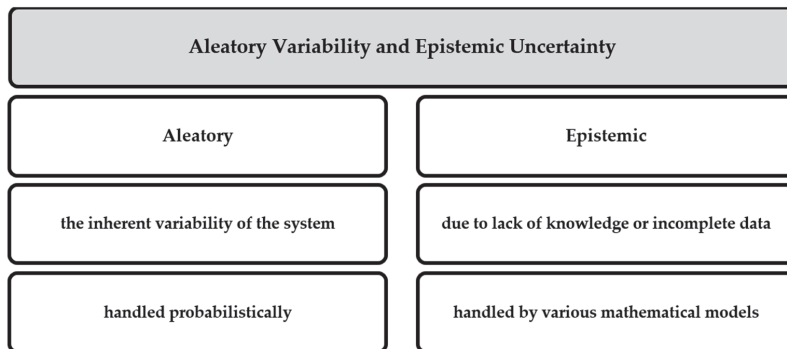 Aleatory Variability and Epistemic Uncertainty
Aleatory
Epistemic
the inherent variability of the system
due to lack of knowledge or incomplete data
handled probabilistically
handled by various mathematical models